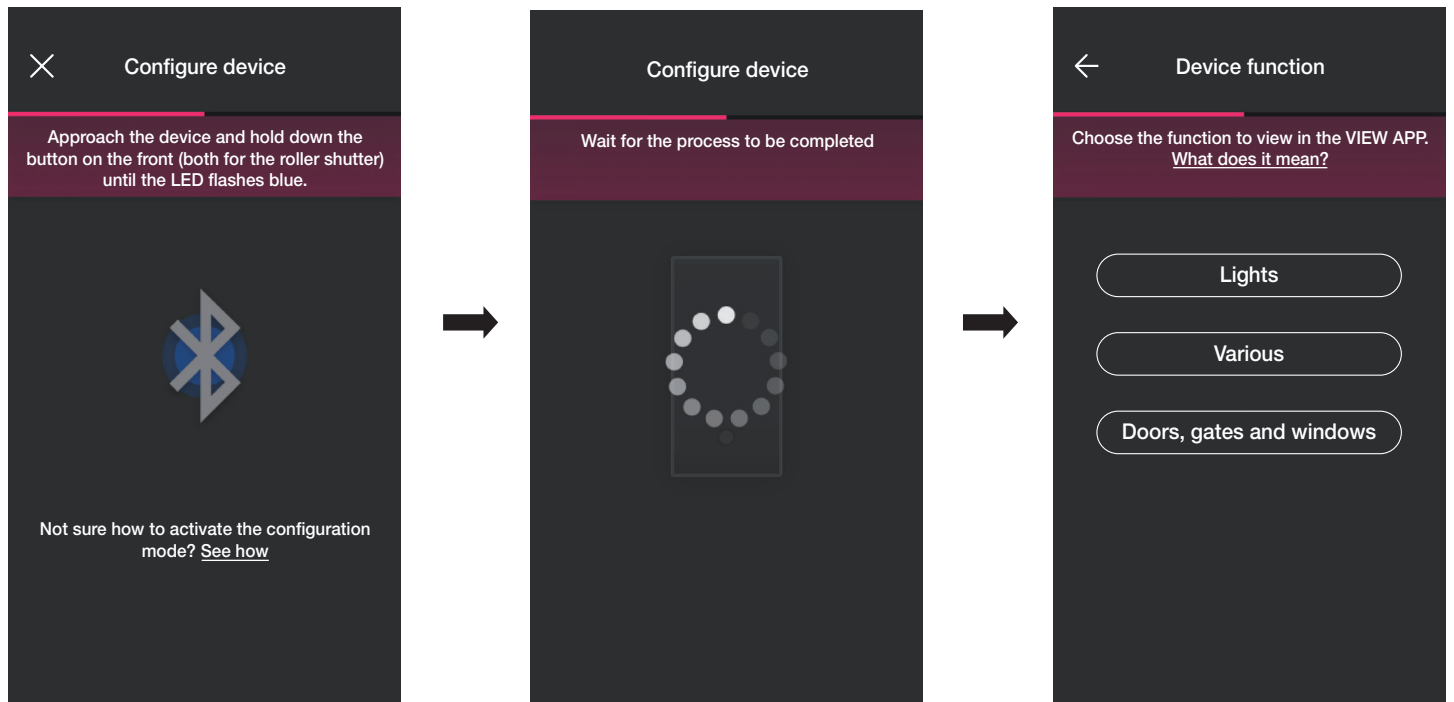 Configure device
Approach the device and hold down the
button on the front (both for the roller shutter)
until the LED flashes blue.
Not sure how to activate the configuration
mode? See how
Configure device
Wait for the process to be completed
Device function
Choose the function to view in the VIEW APP.
What does it mean?
Lights
Various
Doors, gates and windows